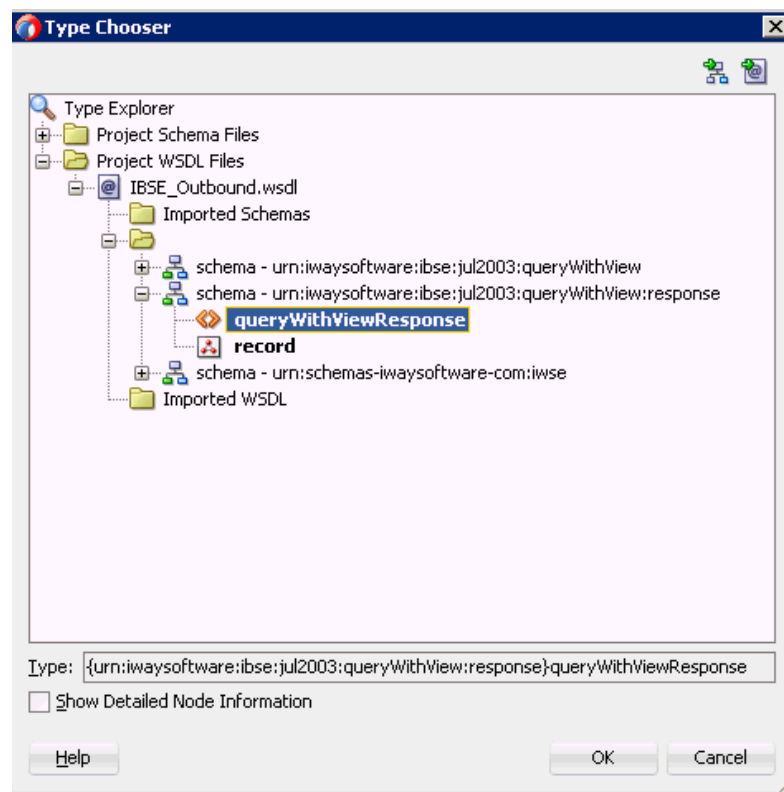 Type Chooser
Type Explorer
Project Schema Files
Project WSDL Files
IBSE_Outbound.wsdl
Imported Schemas
schema - urn:iwaysoftware:ibse:jul2003:queryWithView
schema - urn:iwaysoftware:ibse:jul2003:queryWithView:response
queryWithViewResponse
record
schema - urn:schemas-iwaysoftware-com:iwse
Imported WSDL
Type: {urn:iwaysoftware:ibse:jul2003:queryWithView:response}queryWithViewResponse
Show Detailed Node Information
Help OK Cancel